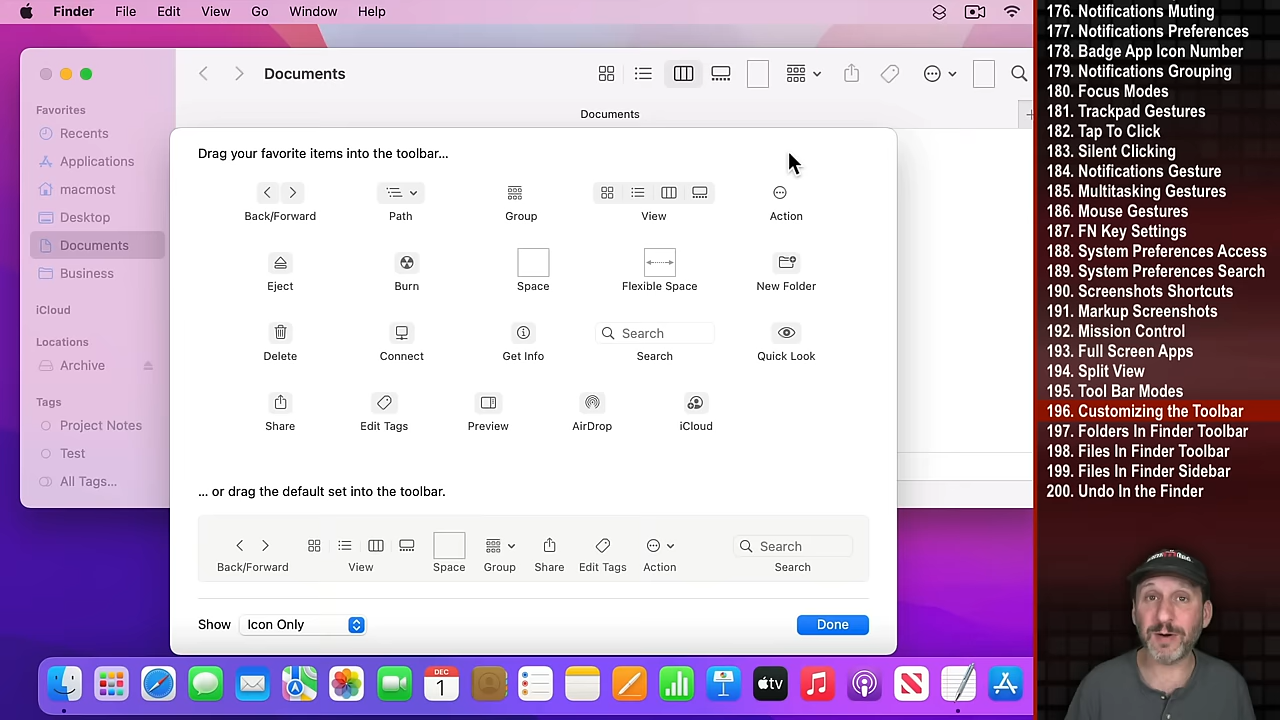 Finder File Edit View Go Window Help
Documents
Documents
Favorites
Recents
Applications
macmost
Desktop
Documents
Business
iCloud
Locations
Archive
Tags
Project Notes
Test
All Tags...
Drag your favorite items into the toolbar...
Back/Forward Path Group View Action
Eject Burn Space Flexible Space New Folder
Search
Delete Connect Get Info Search Quick Look
Share Edit Tags Preview AirDrop iCloud
... or drag the default set into the toolbar.
Search
Back/Forward View Space Group Share Edit Tags Action Search
Show Icon Only Done
DEC
1
tv
176. Notifications Muting
177. Notifications Preferences
178. Badge App Icon Number
179. Notifications Grouping
180. Focus Modes
181. Trackpad Gestures
182. Tap To Click
183. Silent Clicking
184. Notifications Gesture
185. Multitasking Gestures
186. Mouse Gestures
187. FN Key Settings
188. System Preferences Access
189. System Preferences Search
190. Screenshots Shortcuts
191. Markup Screenshots
192. Mission Control
193. Full Screen Apps
194. Split View
195. Tool Bar Modes
196. Customizing the Toolbar
197. Folders In Finder Toolbar
198. Files In Finder Toolbar
199. Files In Finder Sidebar
200. Undo In the Finder